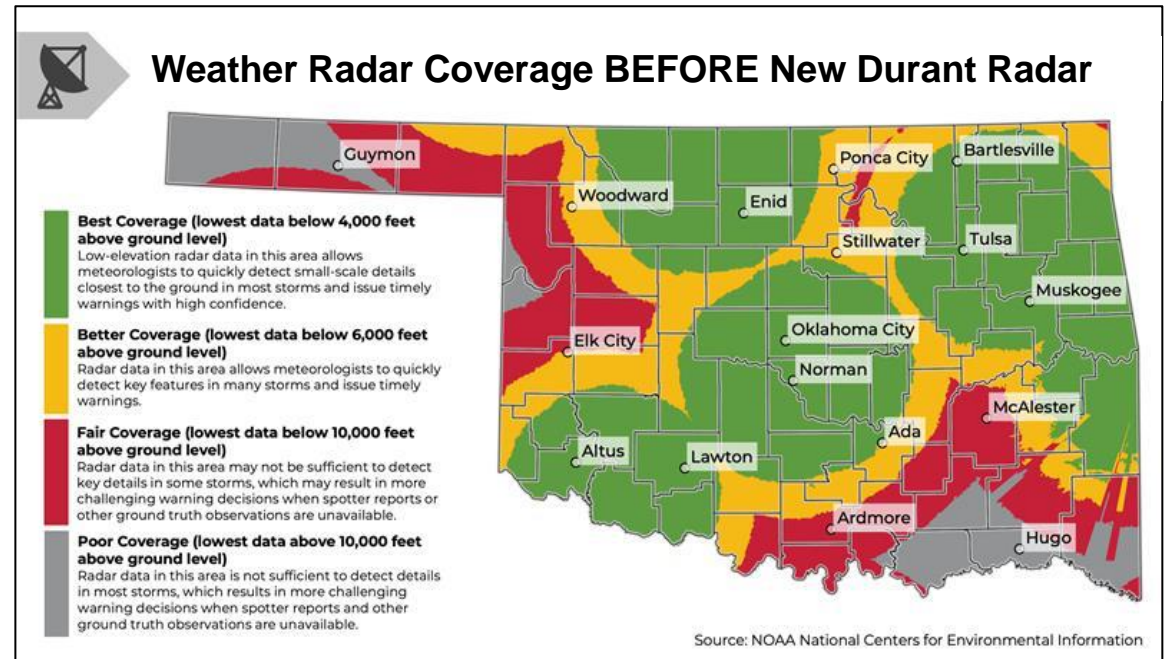 Weather Radar Coverage BEFORE New Durant Radar
Guymon
Ponca City
Bartlesville
Woodward
Enid
Stillwater
Tulsa
Muskogee
Oklahoma City
Elk City
Norman
McAlester
Ada
Altus
Lawton
Ardmore
Hugo
Best Coverage (lowest data below 4,000 feet
above ground level)
Low-elevation radar data in this area allows
meteorologists to quickly detect small-scale details
closest to the ground in most storms and issue timely
warnings with high confidence.
Better Coverage (lowest data below 6,000 feet
above ground level)
Radar data in this area allows meteorologists to quickly
detect key features in many storms and issue timely
warnings.
Fair Coverage (lowest data below 10,000 feet
above ground level)
Radar data in this area may not be sufficient to detect
key details in some storms, which may result in more
challenging warning decisions when spotter reports or
other ground truth observations are unavailable.
Poor Coverage (lowest data above 10,000 feet
above ground level)
Radar data in this area is not sufficient to detect details
in most storms, which results in more challenging
warning decisions when spotter reports and other
ground truth observations are unavailable.
Source: NOAA National Centers for Environmental Information